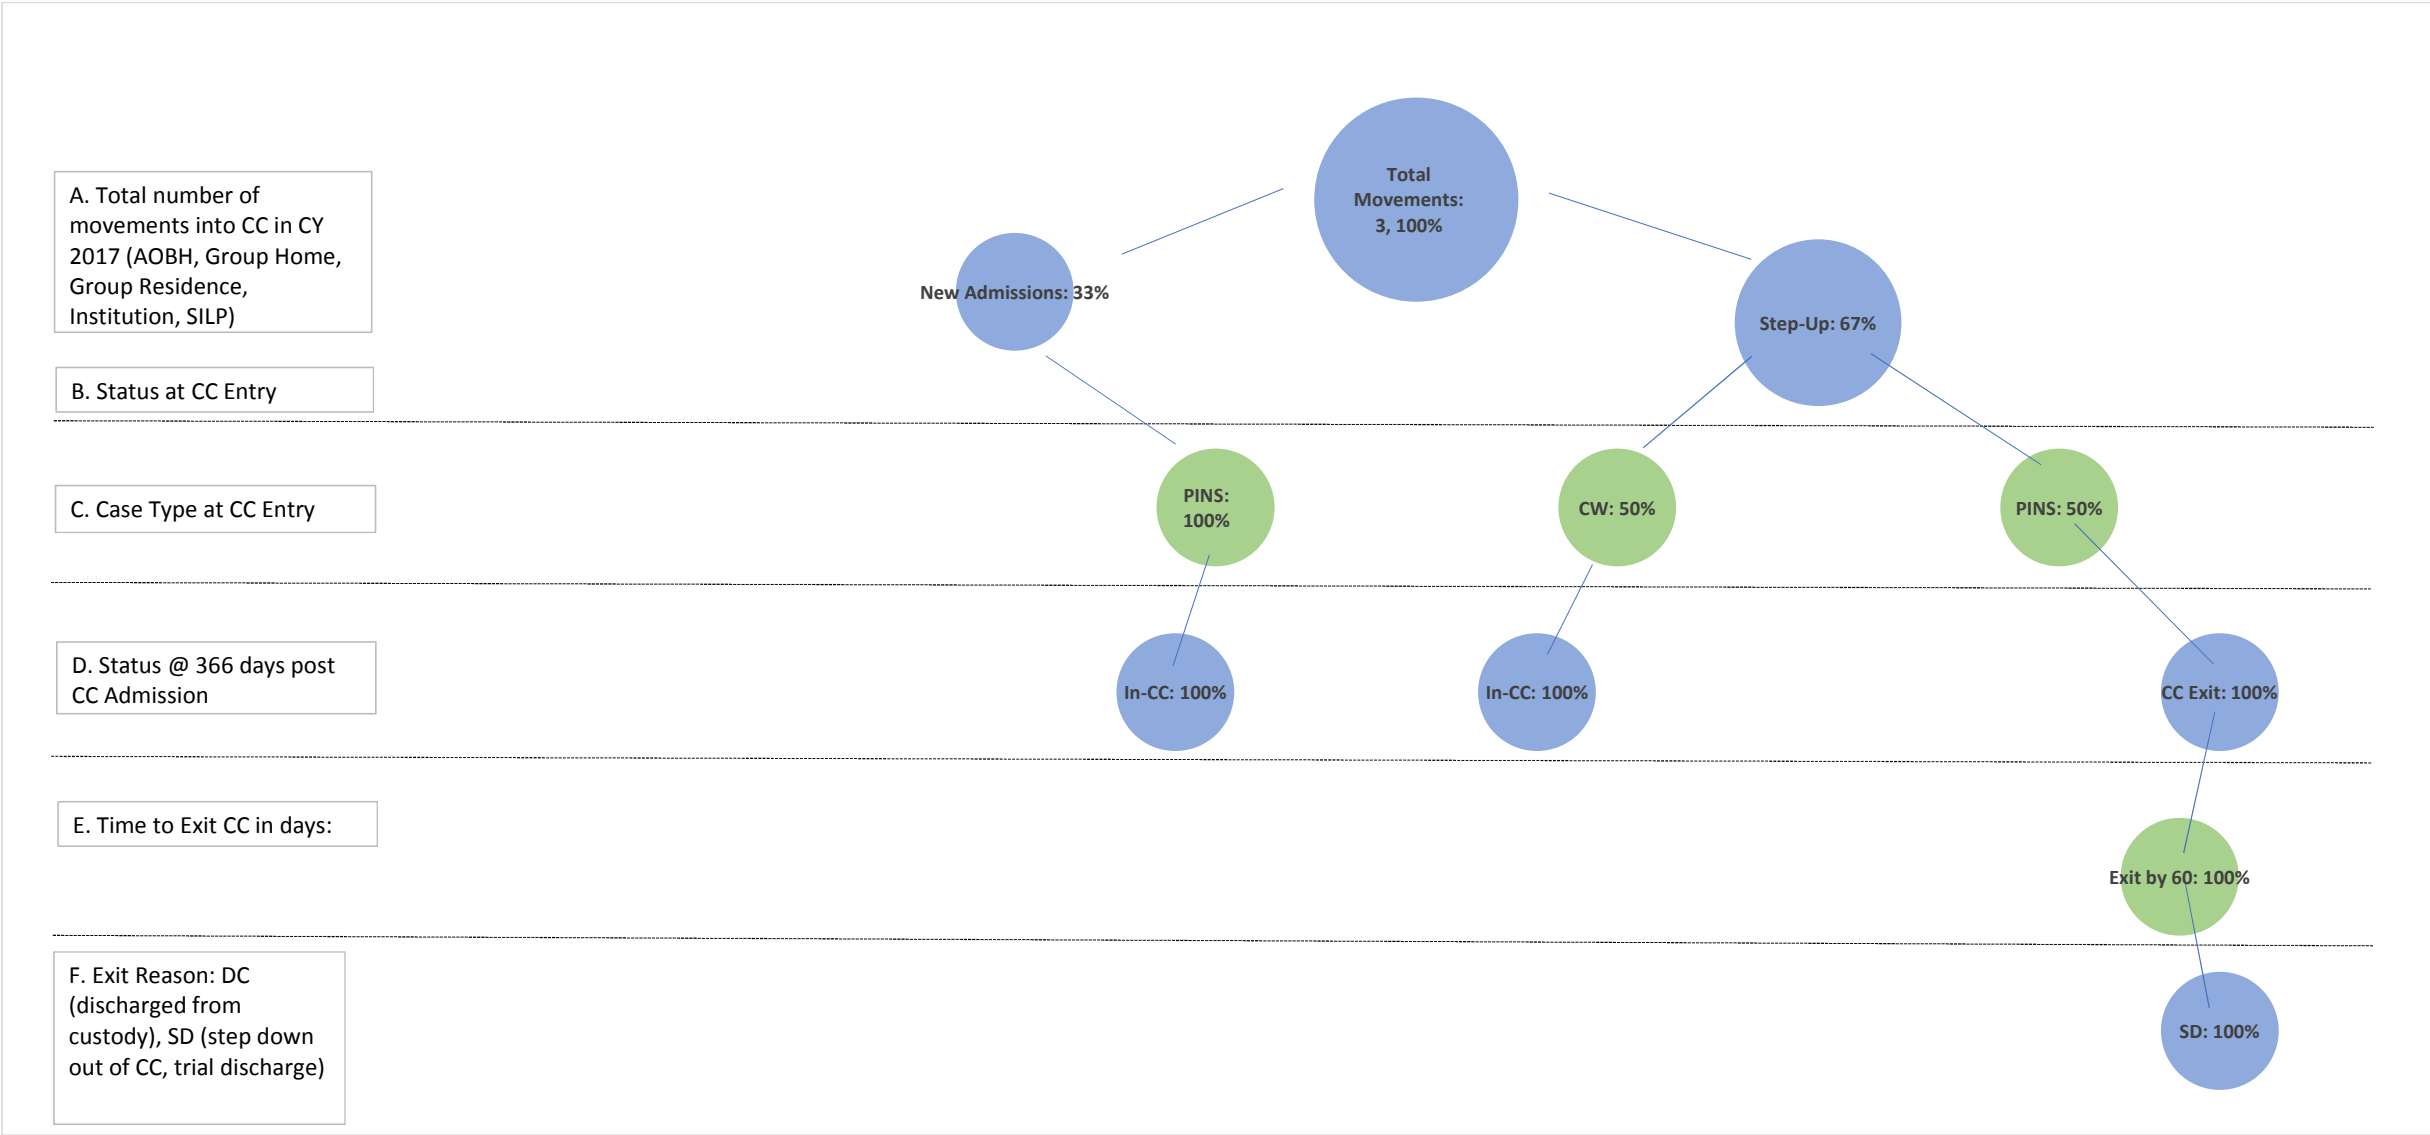 A. Total number of
movements into CC in CY
2017 (AOBH, Group Home,
Group Residence,
Institution, SILP)
Total
Movements:
3, 100%
New Admissions: 33%
Step-Up: 67%
B. Status at CC Entry
C. Case Type at CC Entry
PINS:
100%
CW: 50%
PINS: 50%
D. Status @ 366 days post
CC Admission
In-CC: 100%
In-CC: 100%
CC Exit: 100%
E. Time to Exit CC in days:
Exit by 60: 100%
F. Exit Reason: DC
(discharged from
custody), SD (step down
out of CC, trial discharge)
SD: 100%